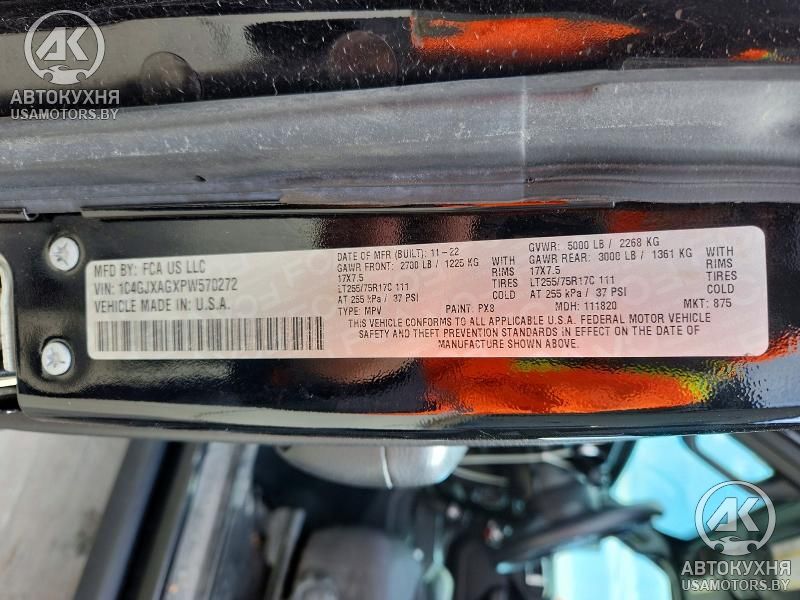 АК
АВТОКУХНЯ
USAMOTORS.BY
MFD BY: FCA US LLC
VIN: 1C4GJXAGXPW570272
VEHICLE MADE IN U.S.A.
DATE OF MFR (BUILT): 11-22
GVWR: 5000 LB / 2268 KG
GAWR FRONT: 2700 LB / 1225 KG WITH
GAWR REAR: 3000 LB / 1361 KG WITH
17X7.5 RIMS
17X7.5 RIMS
LT255/75R17C 111 TIRES
LT255/75R17C 111 TIRES
AT 255 kPa / 37 PSI COLD
AT 255 kPa / 37 PSI COLD
TYPE: MPV PAINT: PX8 MDH: 111820 MKT: 875
THIS VEHICLE CONFORMS TO ALL APPLICABLE U.S.A. FEDERAL MOTOR VEHICLE
SAFETY AND THEFT PREVENTION STANDARDS IN EFFECT ON THE DATE OF
MANUFACTURE SHOWN ABOVE.
АК
АВТОКУХНЯ
USAMOTORS.BY